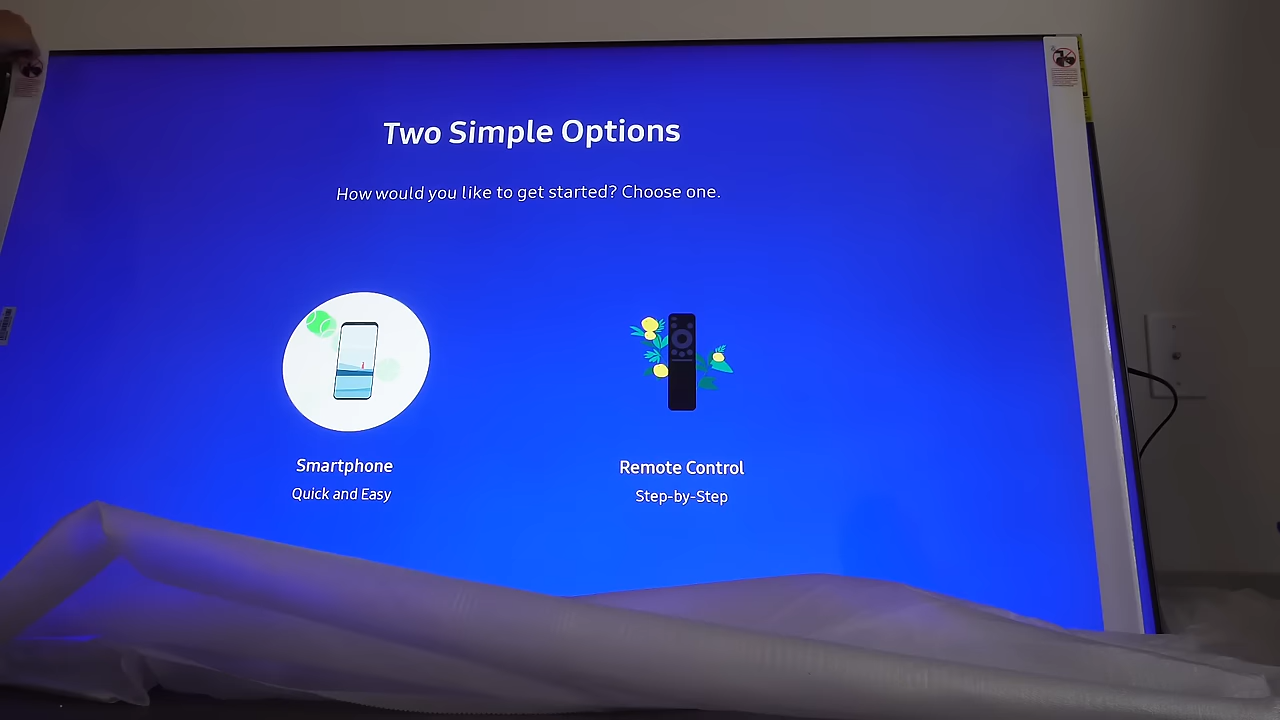 Two Simple Options
How would you like to get started? Choose one.
Smartphone
Quick and Easy
Remote Control
Step-by-Step